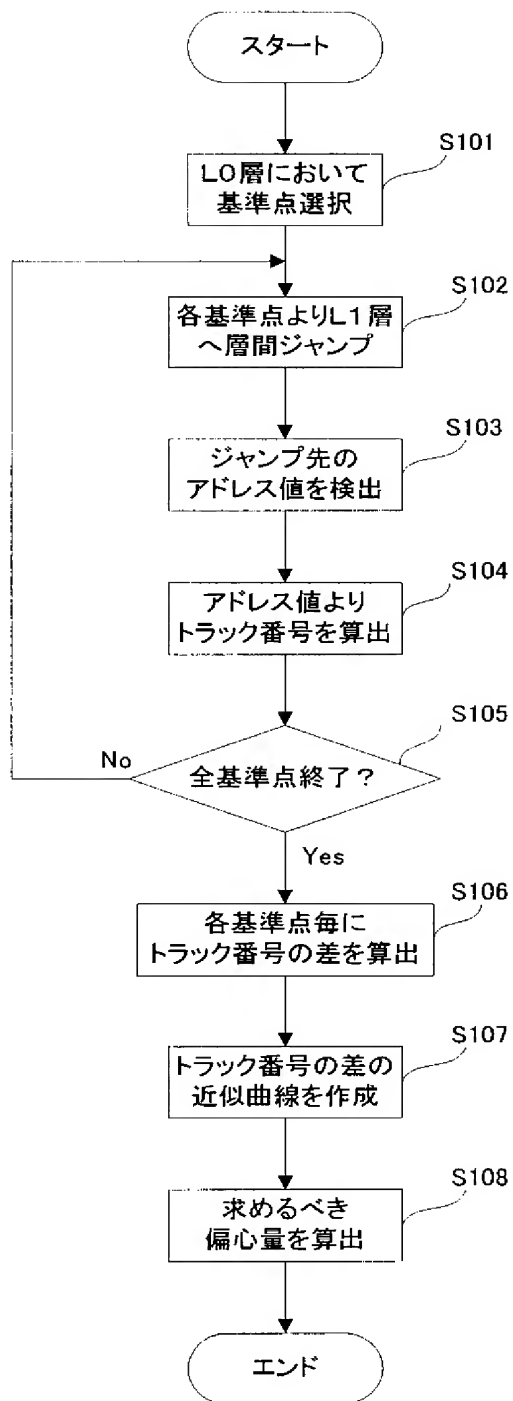 スタート
S101
L0層において
基準点選択
S102
各基準点よりL1層
へ層間ジャンプ
S103
ジャンプ先の
アドレス値を検出
S104
アドレス値より
トラック番号を算出
S105
全基準点終了？
No
Yes
S106
各基準点毎に
トラック番号の差を算出
S107
トラック番号の差の
近似曲線を作成
S108
求めるべき
偏心量を算出
エンド